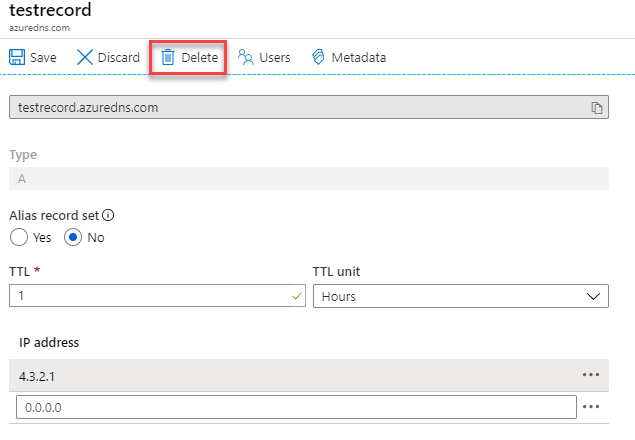 testrecord
azuredns.com
Save Discard Delete Users Metadata
testrecord.azuredns.com
Type
A
Alias record set
Yes No
TTL * TTL unit
1 Hours
IP address
4.3.2.1 ...
0.0.0.0 ...